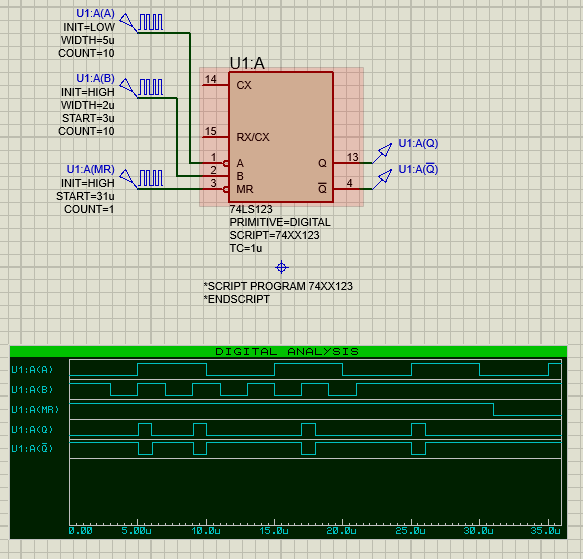 U1:A(A)
INIT=LOW
WIDTH=5u
COUNT=10
U1:A(B)
INIT=HIGH
WIDTH=2u
START=3u
COUNT=10
U1:A(MR)
INIT=HIGH
START=31u
COUNT=1
U1:A
14
CX
15
RX/CX
1
A
2
B
3
MR
Q
13
Q̅
4
U1:A(Q)
U1:A(Q̅)
74LS123
PRIMITIVE=DIGITAL
SCRIPT=74XX123
TC=1u
*SCRIPT PROGRAM 74XX123
*ENDSCRIPT
DIGITAL ANALYSIS
U1:A(A)
U1:A(B)
U1:A(MR)
U1:A(Q)
U1:A(Q̅)
0.00 5.00u 10.0u 15.0u 20.0u 25.0u 30.0u 35.0u